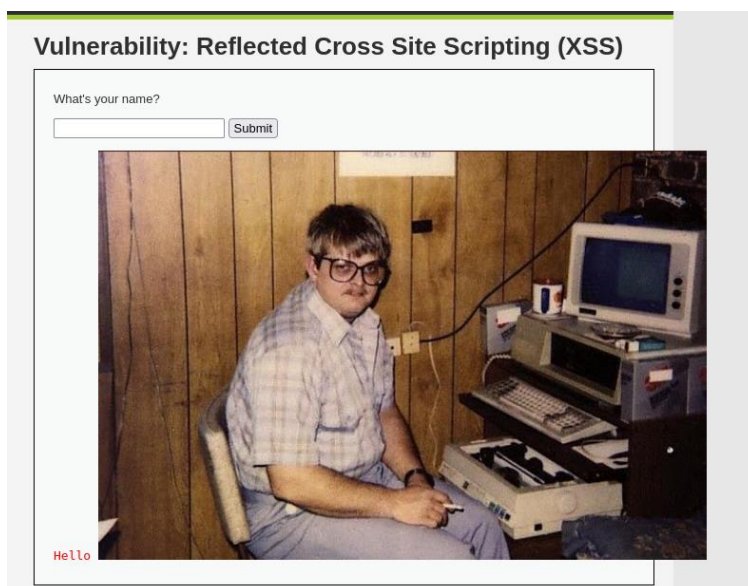 Vulnerability: Reflected Cross Site Scripting (XSS)
What's your name?
Submit
Hello